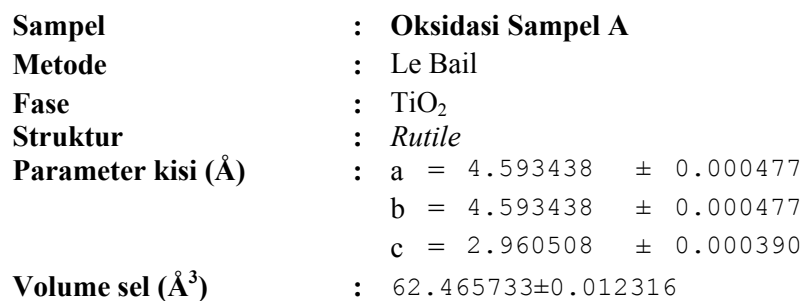 Sampel : Oksidasi Sampel A
Metode : Le Bail
Fase : TiO₂
Struktur : Rutile
Parameter kisi (Å) : a = 4.593438 ± 0.000477
b = 4.593438 ± 0.000477
c = 2.960508 ± 0.000390
Volume sel (Å³) : 62.465733±0.012316